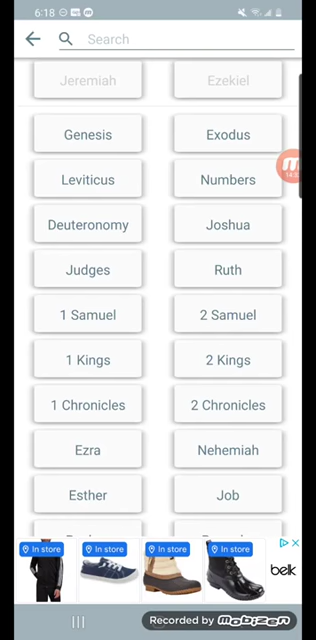 6:18
Search
Jeremiah Ezekiel
Genesis Exodus
Leviticus Numbers
Deuteronomy Joshua
Judges Ruth
1 Samuel 2 Samuel
1 Kings 2 Kings
1 Chronicles 2 Chronicles
Ezra Nehemiah
Esther Job
In store In store In store In store
belk
Recorded by mobizen